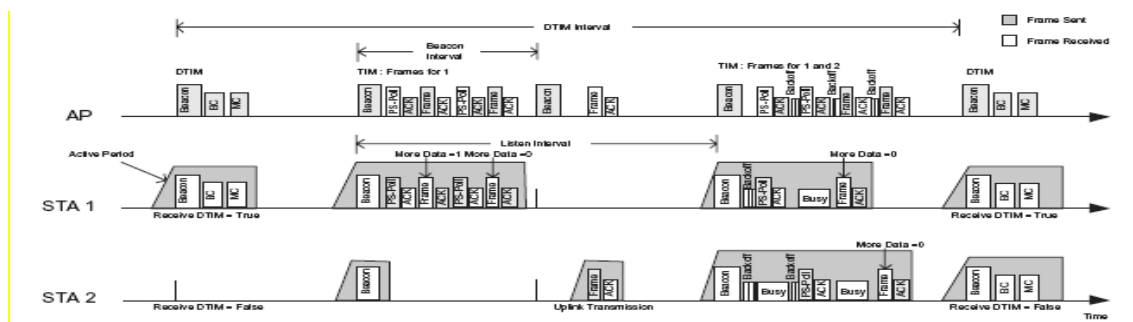 DTIM Interval
Frame Sent
Frame Received
Beacon
Interval
DTIM
TIM : Frames for 1
TIM : Frames for 1 and 2
DTIM
AP
Beacon BC MC Beacon PS-Poll ACK Frame ACK PS-Poll ACK Frame ACK Beacon Frame ACK Beacon PS-Poll ACK Backoff PS-Poll ACK Backoff Frame ACK Backoff Frame ACK Beacon BC MC
Listen Interval
Active Period
More Data =1 More Data =0
More Data =0
STA 1
Beacon BC MC Beacon PS-Poll ACK Frame ACK PS-Poll ACK Frame ACK Beacon Backoff PS-Poll ACK Busy Frame ACK Beacon BC MC
Receive DTIM = True
Receive DTIM = True
More Data =0
STA 2
Beacon Frame ACK Beacon Backoff Busy Backoff PS-Poll ACK Busy Frame ACK Beacon BC MC
Receive DTIM = False
Uplink Transmission
Receive DTIM = False
Time